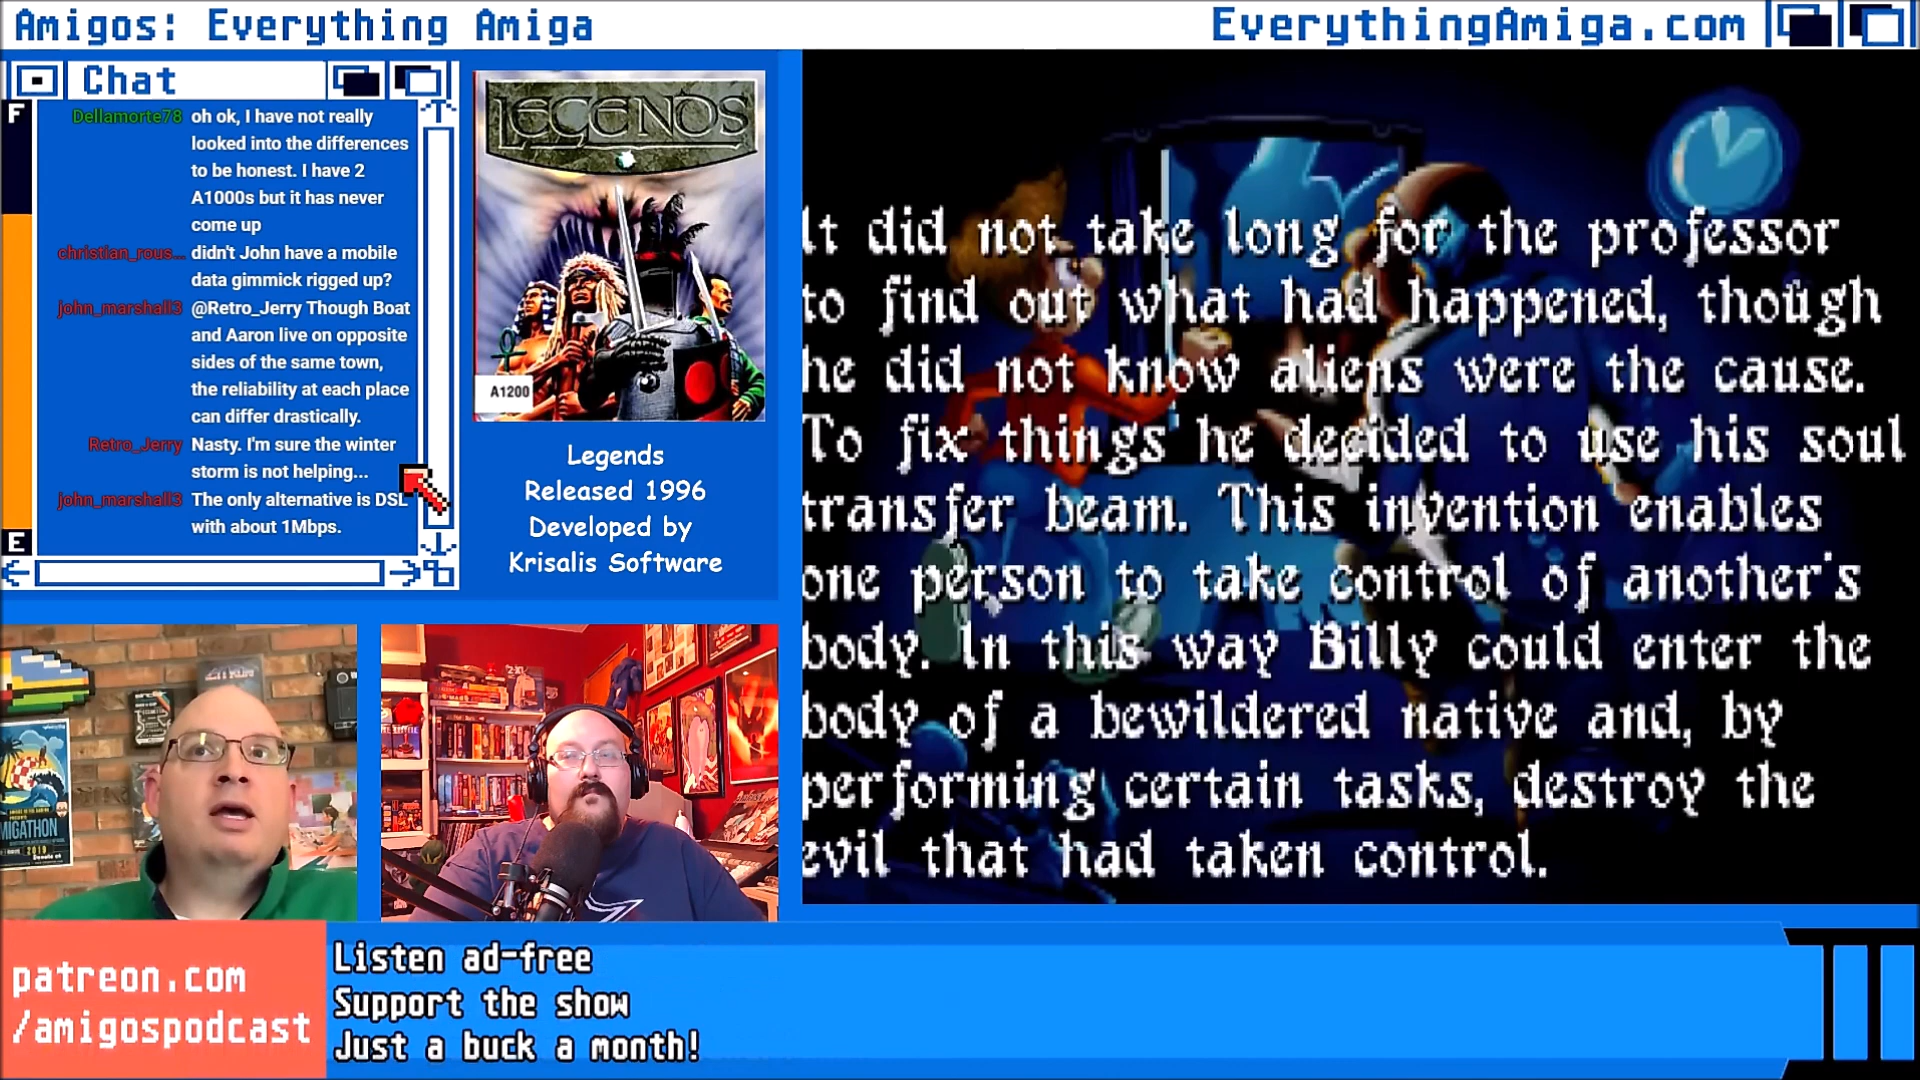 Amigos: Everything Amiga
EverythingAmiga.com
Chat
F
Dellamorte78 oh ok, I have not really
looked into the differences
to be honest. I have 2
A1000s but it has never
come up
christian_rous... didn't John have a mobile
data gimmick rigged up?
john_marshall3 @Retro_Jerry Though Boat
and Aaron live on opposite
sides of the same town,
the reliability at each place
can differ drastically.
Retro_Jerry Nasty. I'm sure the winter
storm is not helping...
john_marshall3 The only alternative is DSL
with about 1Mbps.
E
LEGENDS
A1200
Legends
Released 1996
Developed by
Krisalis Software
It did not take long for the professor
to find out what had happened, though
he did not know aliens were the cause.
To fix things he decided to use his soul
transfer beam. This invention enables
one person to take control of another's
body. In this way Billy could enter the
body of a bewildered native and, by
performing certain tasks, destroy the
evil that had taken control.
sinclair
MIGATHON
2019
patreon.com
/amigospodcast
Listen ad-free
Support the show
Just a buck a month!